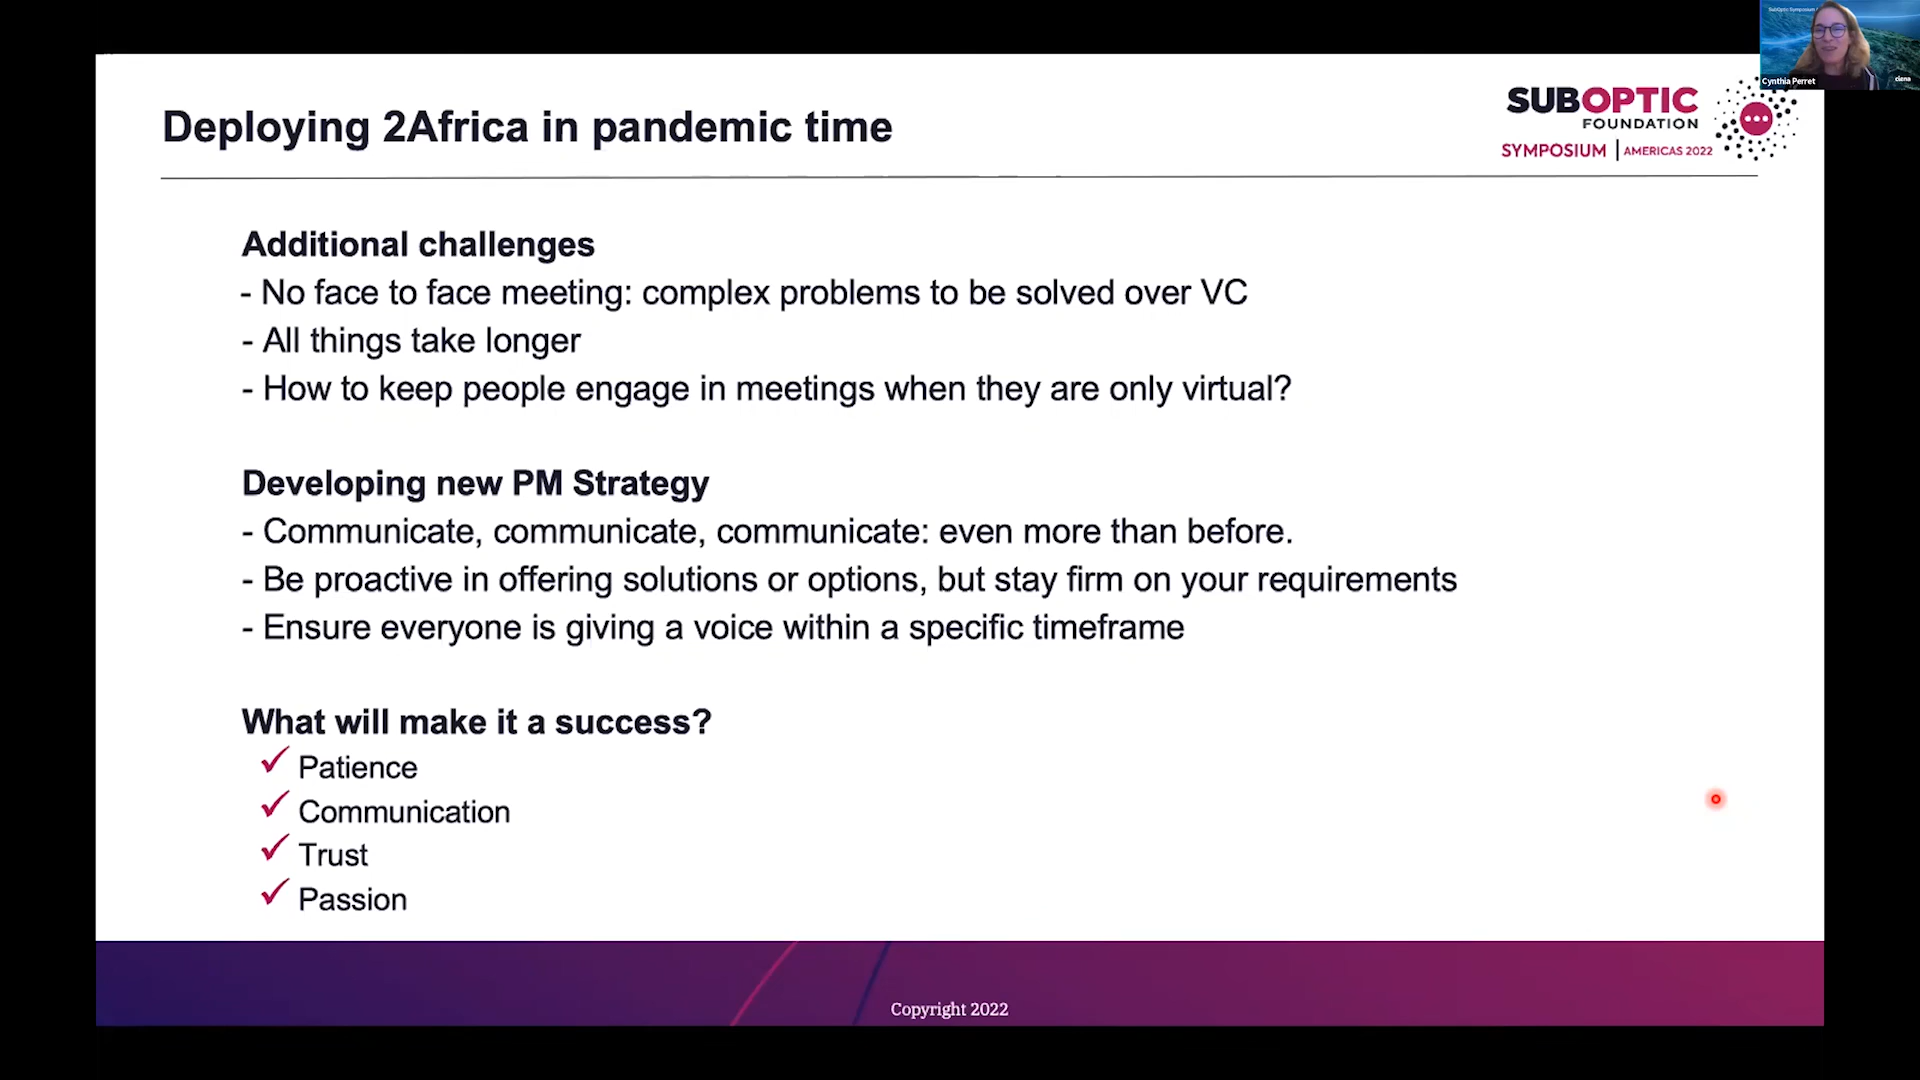 SubOptic Symposium
Cynthia Perret
ciena
SUBOPTIC
FOUNDATION
SYMPOSIUM | AMERICAS 2022
Deploying 2Africa in pandemic time
Additional challenges
- No face to face meeting: complex problems to be solved over VC
- All things take longer
- How to keep people engage in meetings when they are only virtual?
Developing new PM Strategy
- Communicate, communicate, communicate: even more than before.
- Be proactive in offering solutions or options, but stay firm on your requirements
- Ensure everyone is giving a voice within a specific timeframe
What will make it a success?
✓ Patience
✓ Communication
✓ Trust
✓ Passion
Copyright 2022